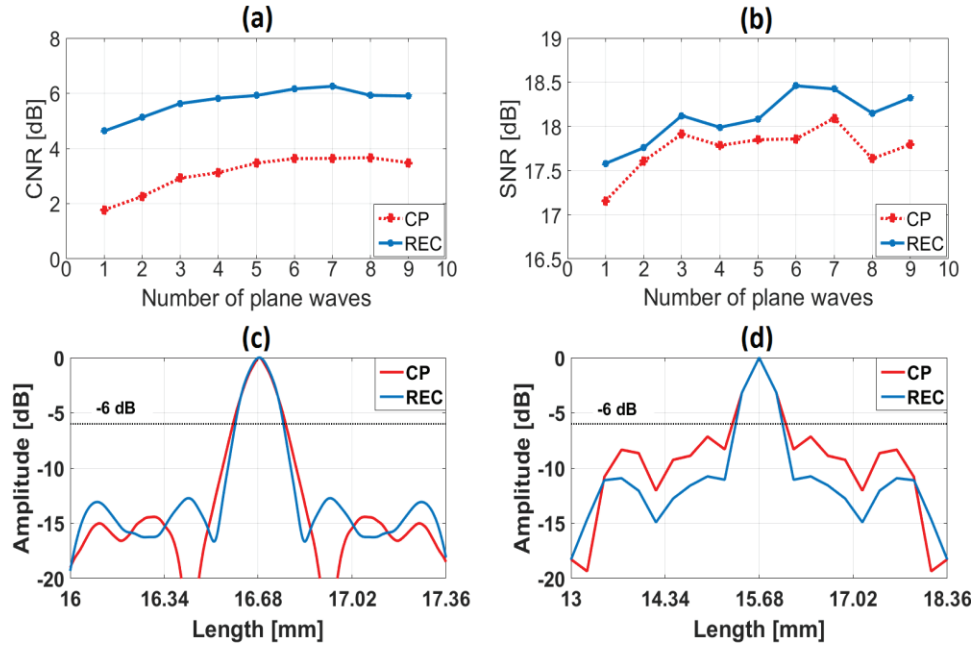 (a)
8
6
4
2
0
CNR [dB]
0 1 2 3 4 5 6 7 8 9 10
Number of plane waves
CP
REC
(b)
19
18.5
18
17.5
17
16.5
SNR [dB]
0 1 2 3 4 5 6 7 8 9 10
Number of plane waves
CP
REC
(c)
0
-5
-10
-15
-20
Amplitude [dB]
-6 dB
CP
REC
16 16.34 16.68 17.02 17.36
Length [mm]
(d)
0
-5
-10
-15
-20
Amplitude [dB]
-6 dB
CP
REC
13 14.34 15.68 17.02 18.36
Length [mm]